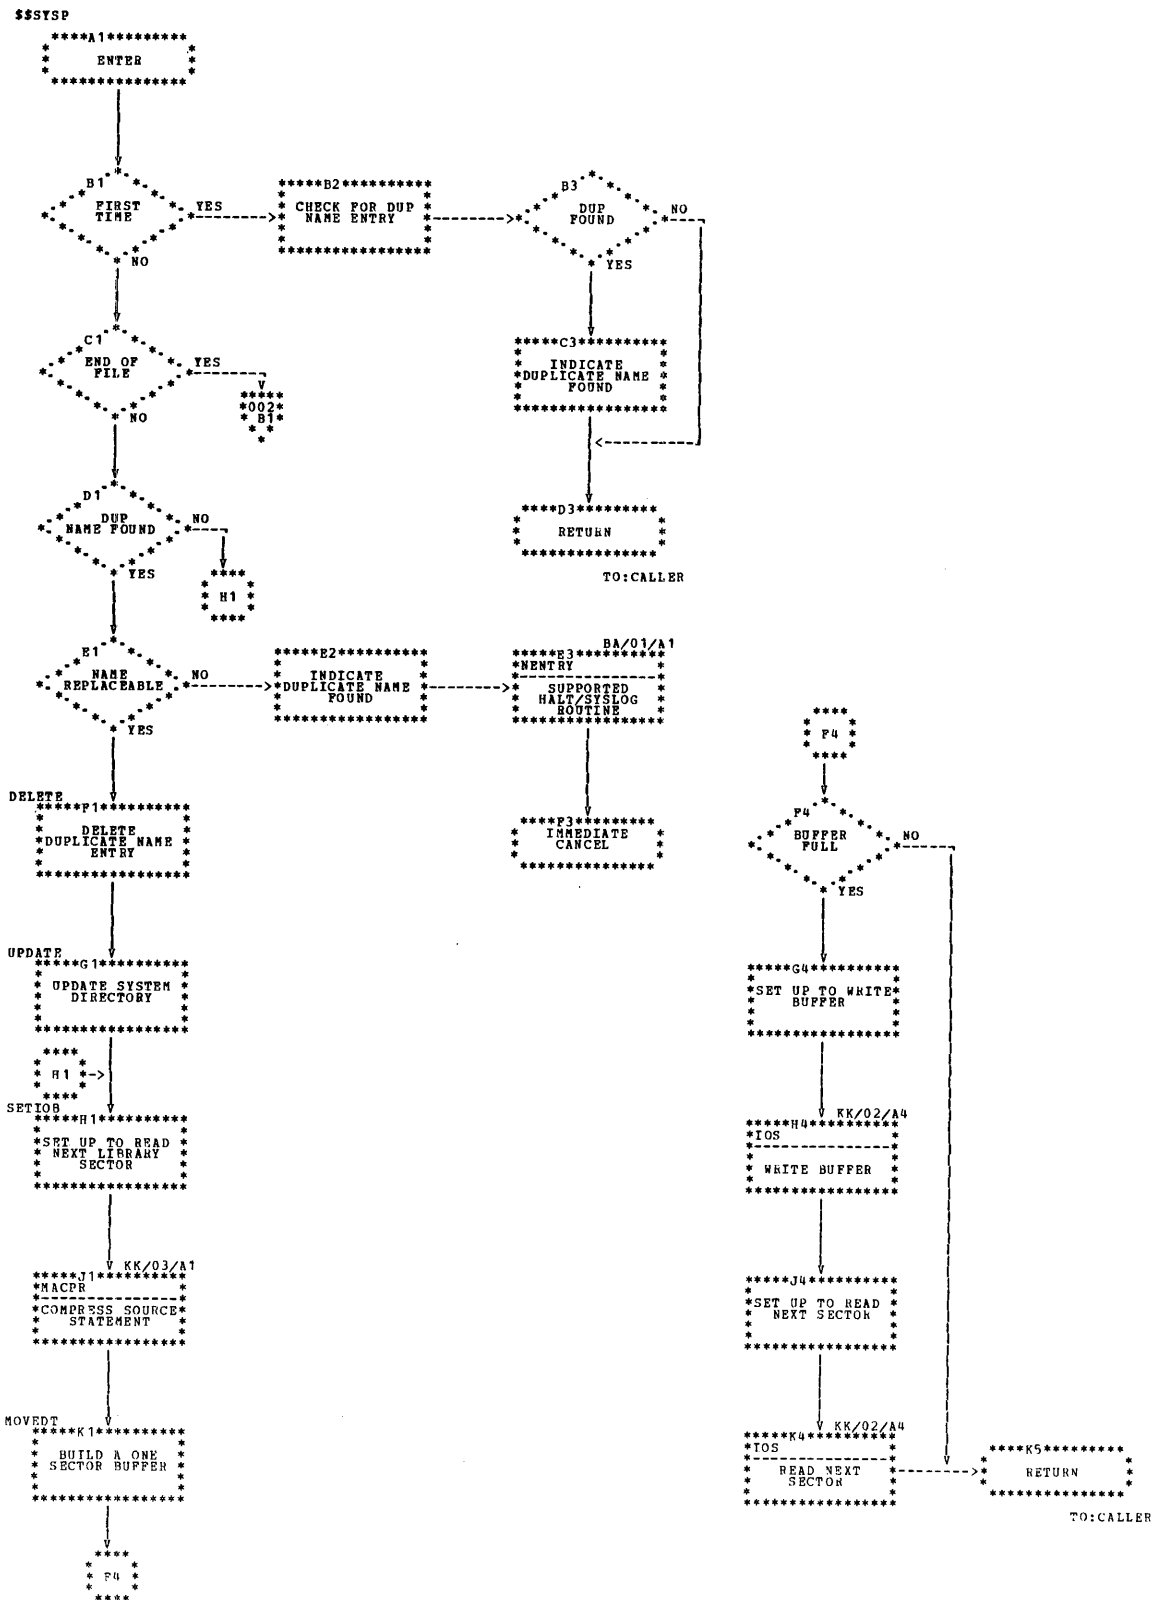 $$SYSP
A1
ENTER
B1
FIRST
TIME
YES
NO
B2
CHECK FOR DUP
NAME ENTRY
B3
DUP
FOUND
NO
YES
C1
END OF
FILE
YES
NO
002
B1
C3
INDICATE
DUPLICATE NAME
FOUND
D1
DUP
NAME FOUND
NO
YES
H1
D3
RETURN
TO:CALLER
E1
NAME
REPLACEABLE
NO
YES
E2
INDICATE
DUPLICATE NAME
FOUND
BA/01/A1
E3
NENTRY
SUPPORTED
HALT/SYSLOG
ROUTINE
F3
IMMEDIATE
CANCEL
DELETE
F1
DELETE
DUPLICATE NAME
ENTRY
UPDATE
G1
UPDATE SYSTEM
DIRECTORY
H1
SETIOB
H1
SET UP TO READ
NEXT LIBRARY
SECTOR
KK/03/A1
J1
MACPR
COMPRESS SOURCE
STATEMENT
MOVEDT
K1
BUILD A ONE
SECTOR BUFFER
F4
F4
F4
BUFFER
FULL
NO
YES
G4
SET UP TO WRITE
BUFFER
KK/02/A4
H4
IOS
WRITE BUFFER
J4
SET UP TO READ
NEXT SECTOR
KK/02/A4
K4
IOS
READ NEXT
SECTOR
K5
RETURN
TO:CALLER